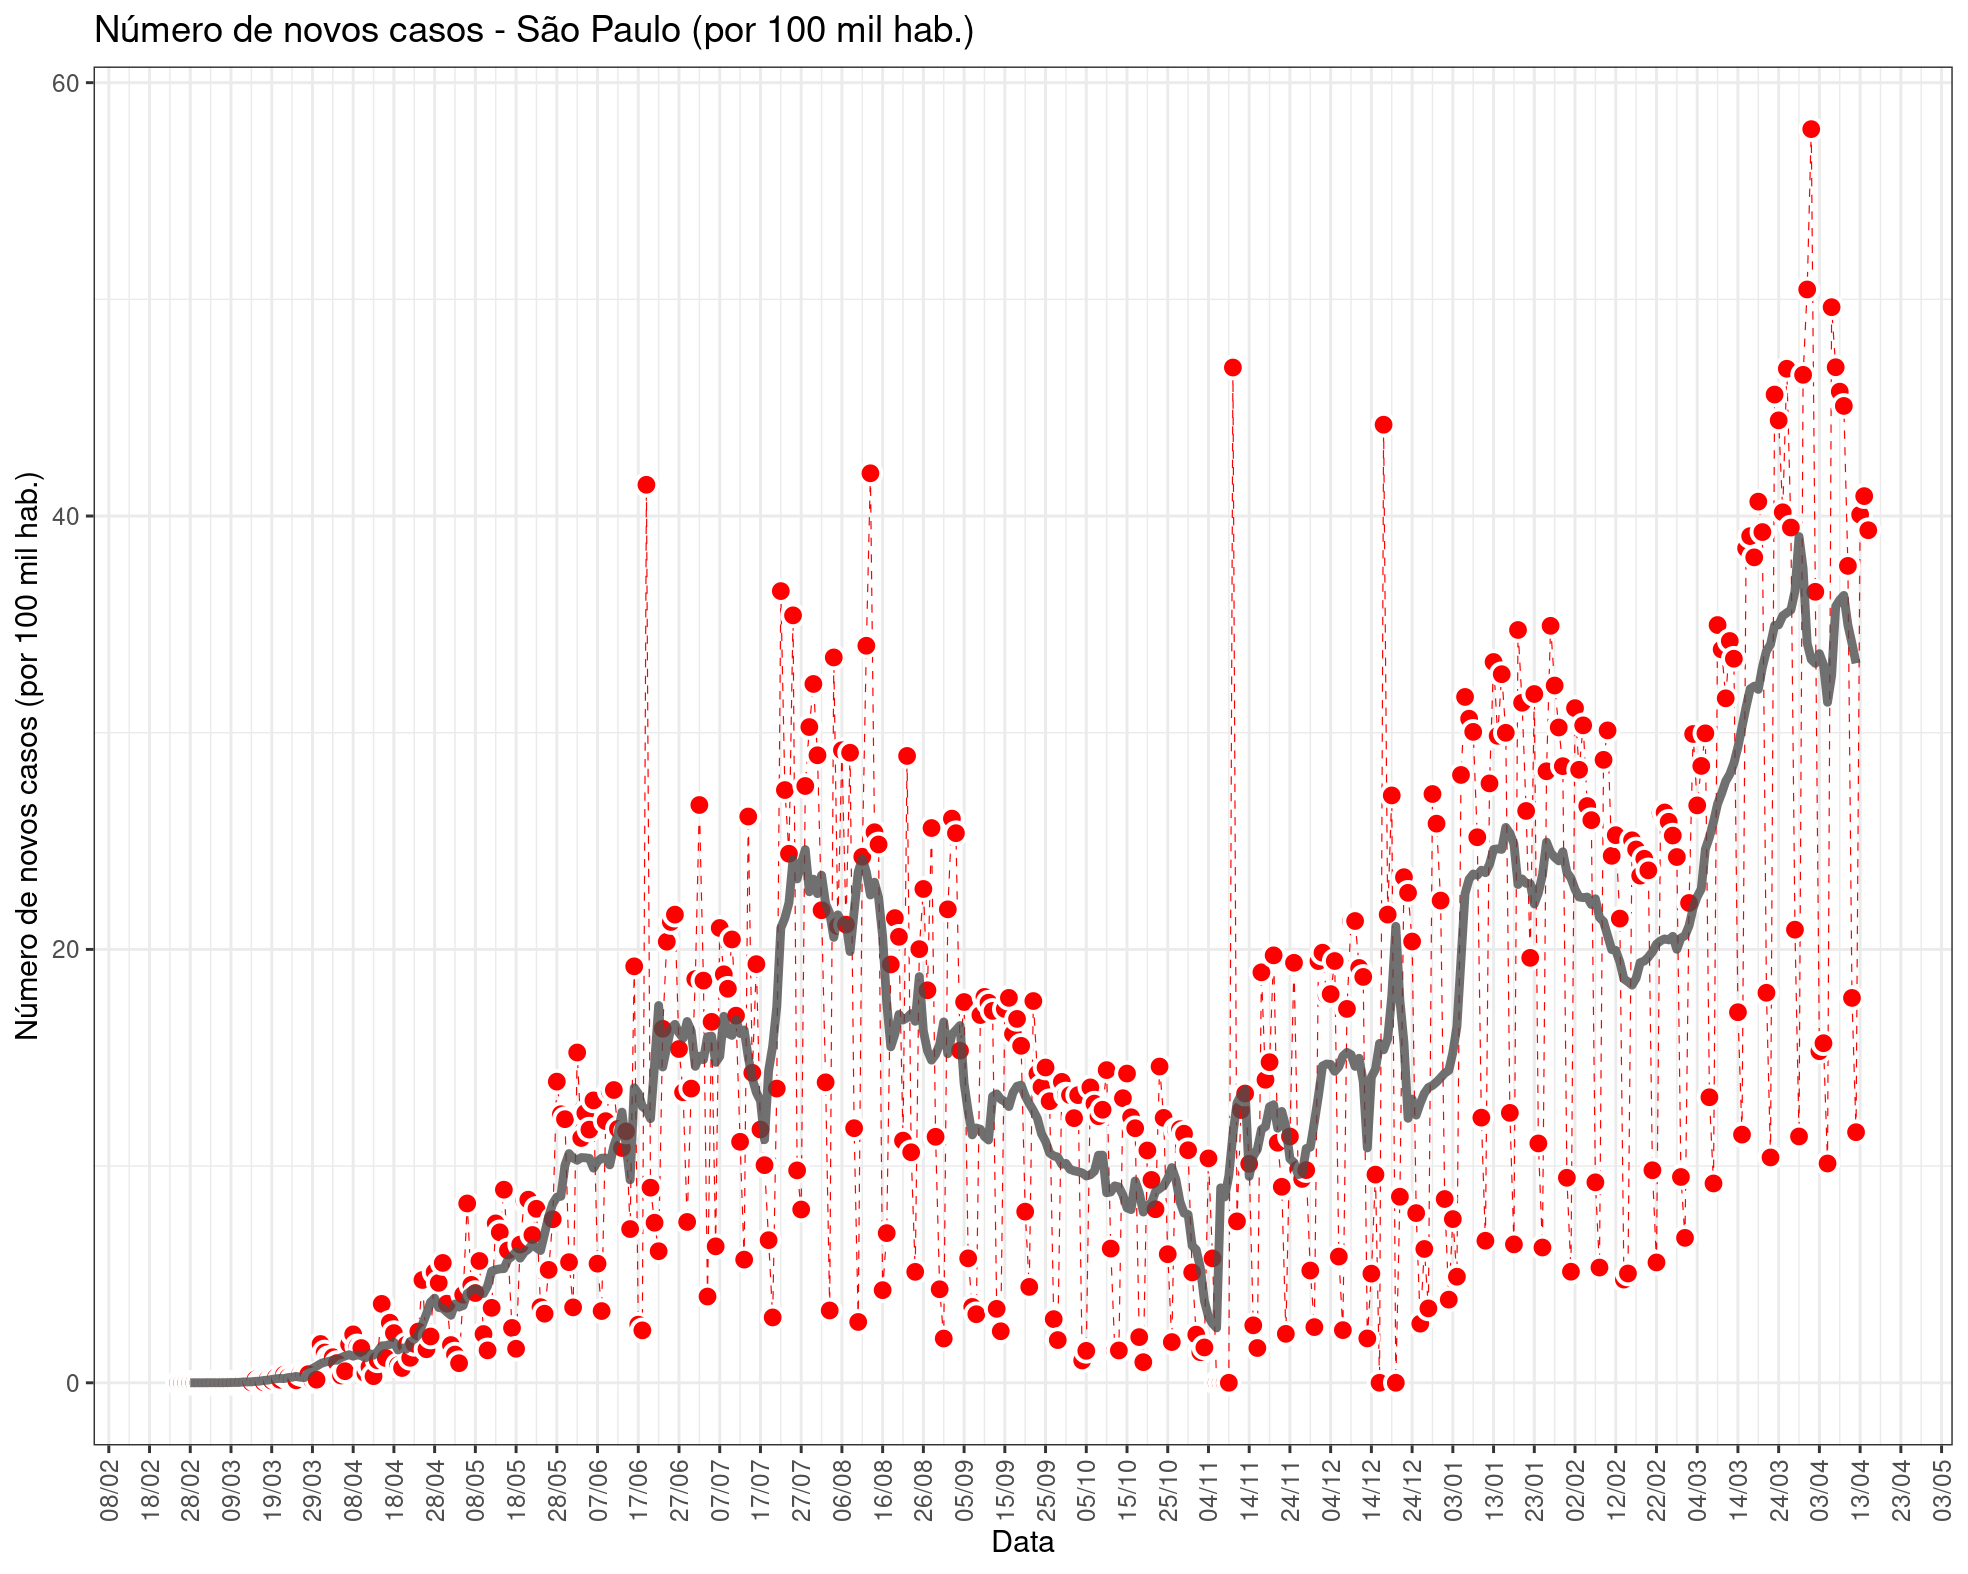 Número de novos casos - São Paulo (por 100 mil hab.)
Número de novos casos (por 100 mil hab.)
60
40
20
0
08/02 18/02 28/02 09/03 19/03 29/03 08/04 18/04 28/04 08/05 18/05 28/05 07/06 17/06 27/06 07/07 17/07 27/07 06/08 16/08 26/08 05/09 15/09 25/09 05/10 15/10 25/10 04/11 14/11 24/11 04/12 14/12 24/12 03/01 13/01 23/01 02/02 12/02 22/02 04/03 14/03 24/03 03/04 13/04 23/04 03/05
Data